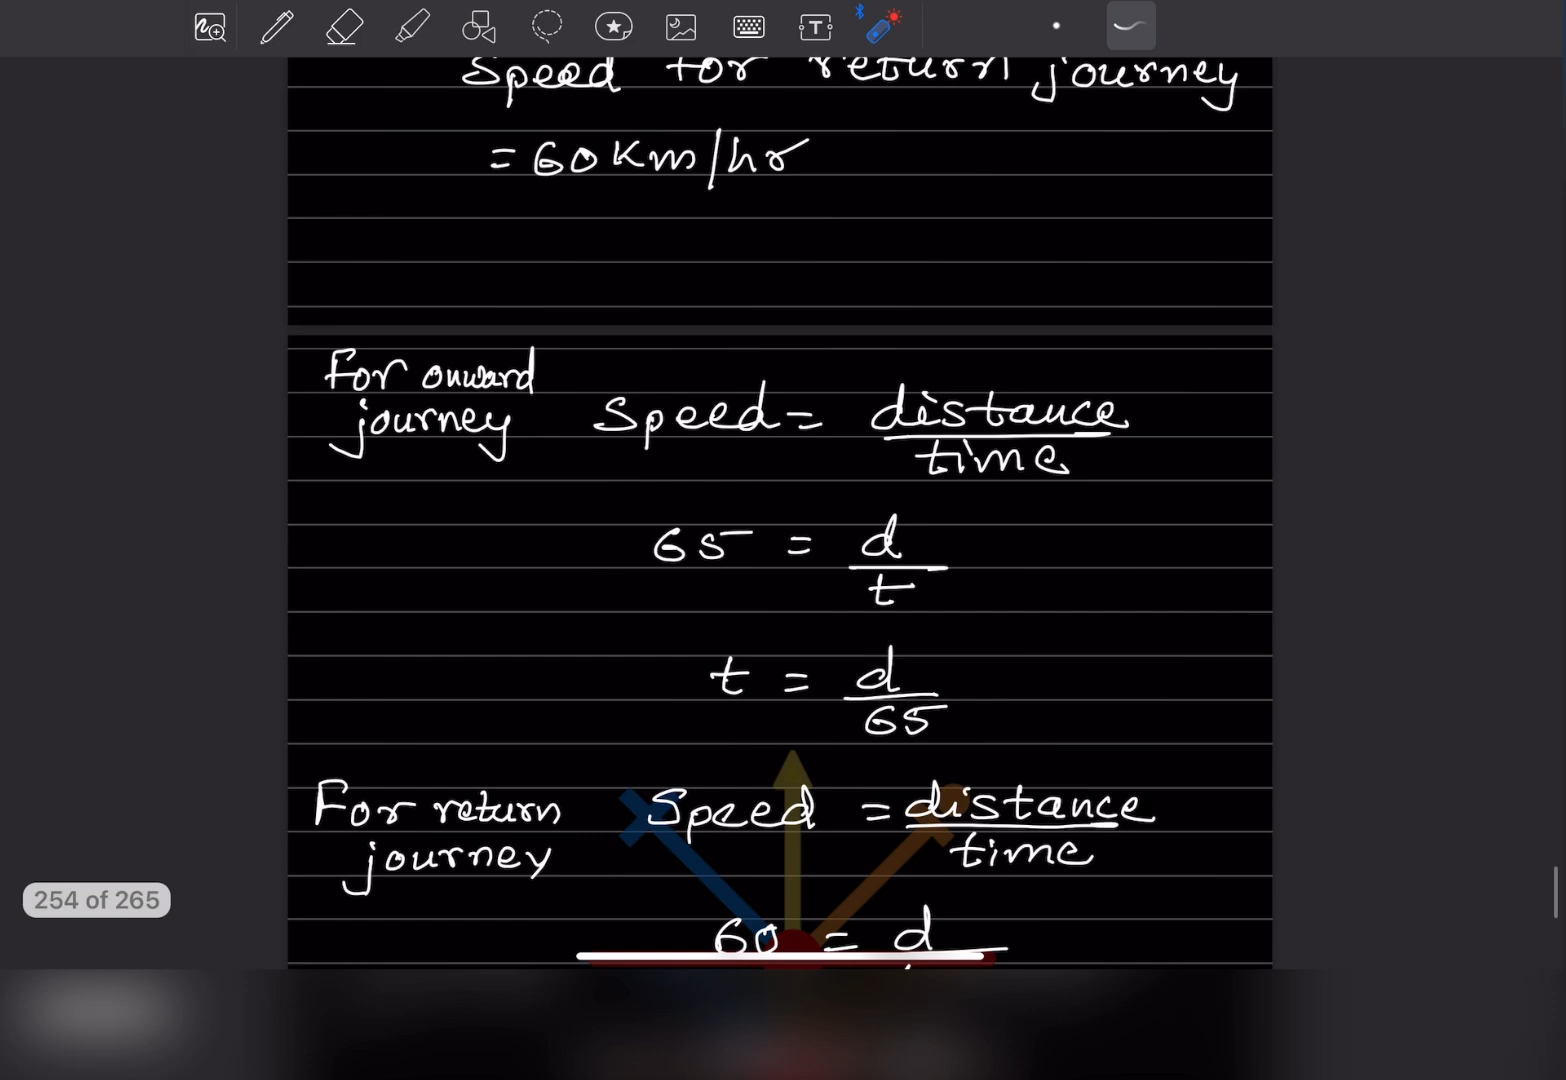 Speed for return journey
= 60 Km/hr
For onward
journey
Speed = distance
time
65 = d
t
t = d
65
For return
journey
Speed = distance
time
60 = d
254 of 265